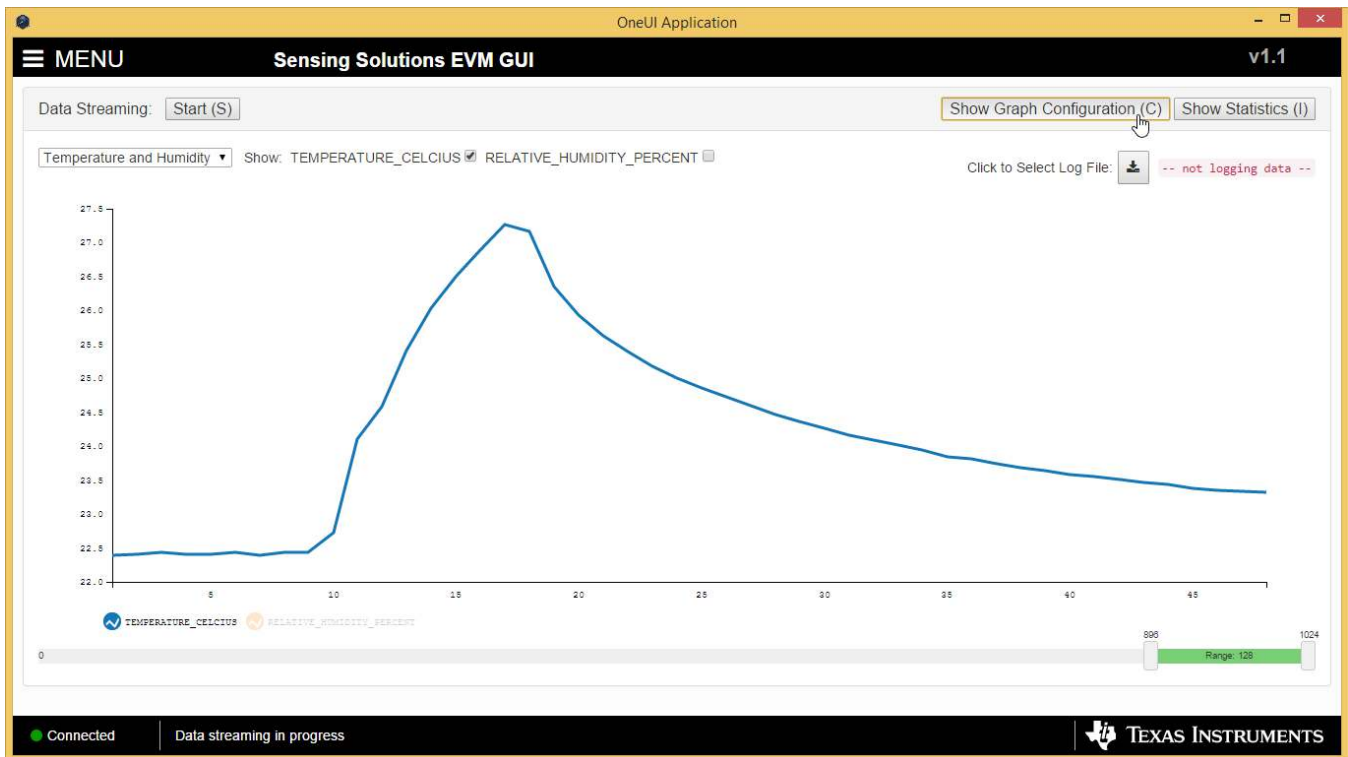 OneUI Application
MENU Sensing Solutions EVM GUI v1.1
Data Streaming: Start (S) Show Graph Configuration (C) Show Statistics (I)
Temperature and Humidity Show: TEMPERATURE_CELCIUS RELATIVE_HUMIDITY_PERCENT
Click to Select Log File: -- not logging data --
27.5
27.0
26.5
26.0
25.5
25.0
24.5
24.0
23.5
23.0
22.5
22.0
5 10 15 20 25 30 35 40 45
TEMPERATURE_CELCIUS RELATIVE_HUMIDITY_PERCENT
896 1024
0 Range: 128
Connected Data streaming in progress TEXAS INSTRUMENTS